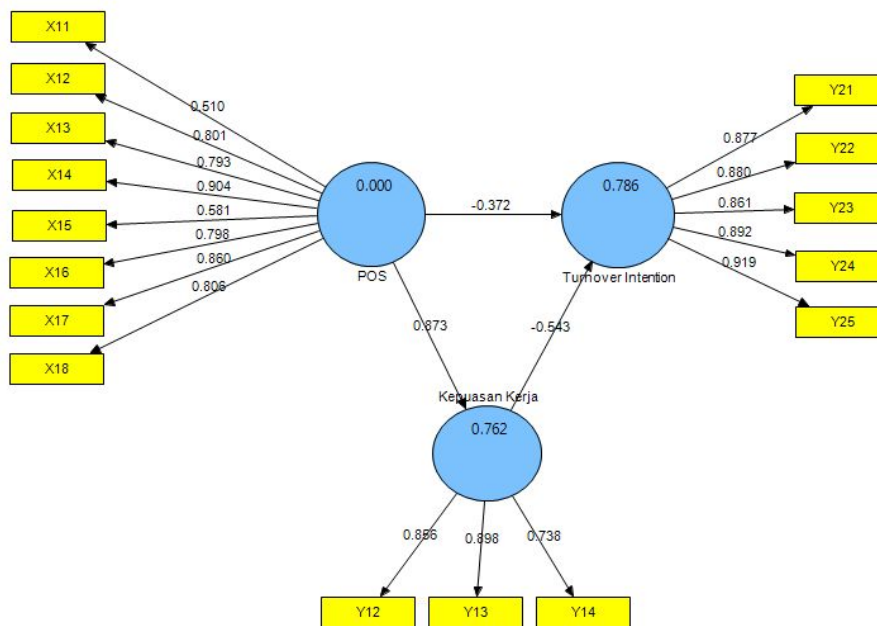 X11
X12
X13
X14
X15
X16
X17
X18
0.510
0.801
0.793
0.904
0.581
0.798
0.860
0.806
0.000
POS
-0.372
0.873
-0.543
0.786
Turnover Intention
0.877
0.880
0.861
0.892
0.919
Y21
Y22
Y23
Y24
Y25
Kepuasan Kerja
0.762
0.856
0.898
0.738
Y12
Y13
Y14